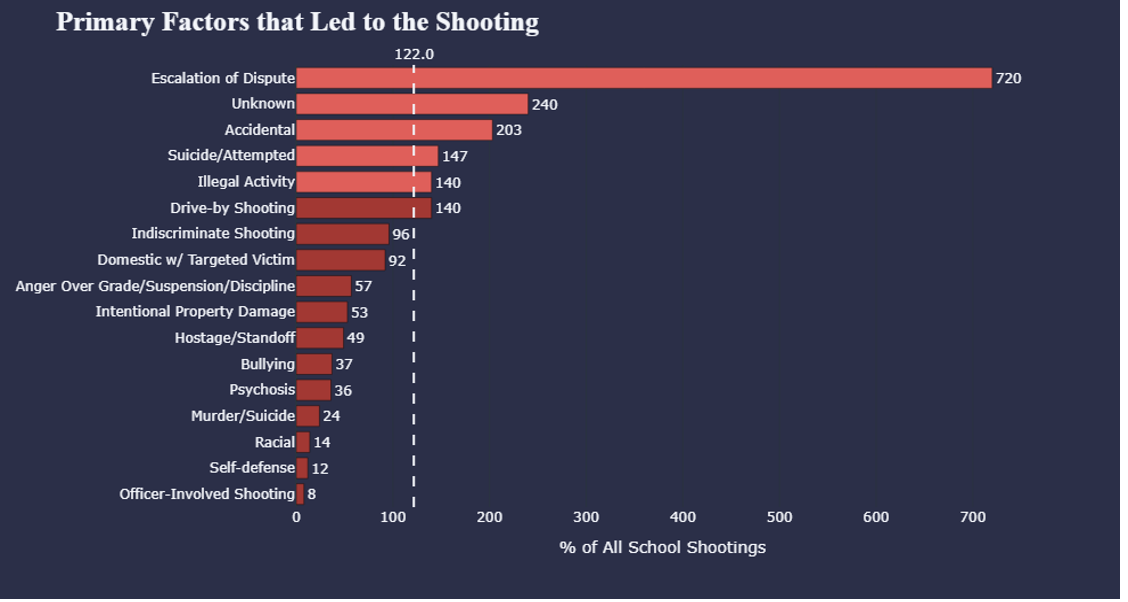 Primary Factors that Led to the Shooting
122.0
Escalation of Dispute 720
Unknown 240
Accidental 203
Suicide/Attempted 147
Illegal Activity 140
Drive-by Shooting 140
Indiscriminate Shooting 96
Domestic w/ Targeted Victim 92
Anger Over Grade/Suspension/Discipline 57
Intentional Property Damage 53
Hostage/Standoff 49
Bullying 37
Psychosis 36
Murder/Suicide 24
Racial 14
Self-defense 12
Officer-Involved Shooting 8
0 100 200 300 400 500 600 700
% of All School Shootings